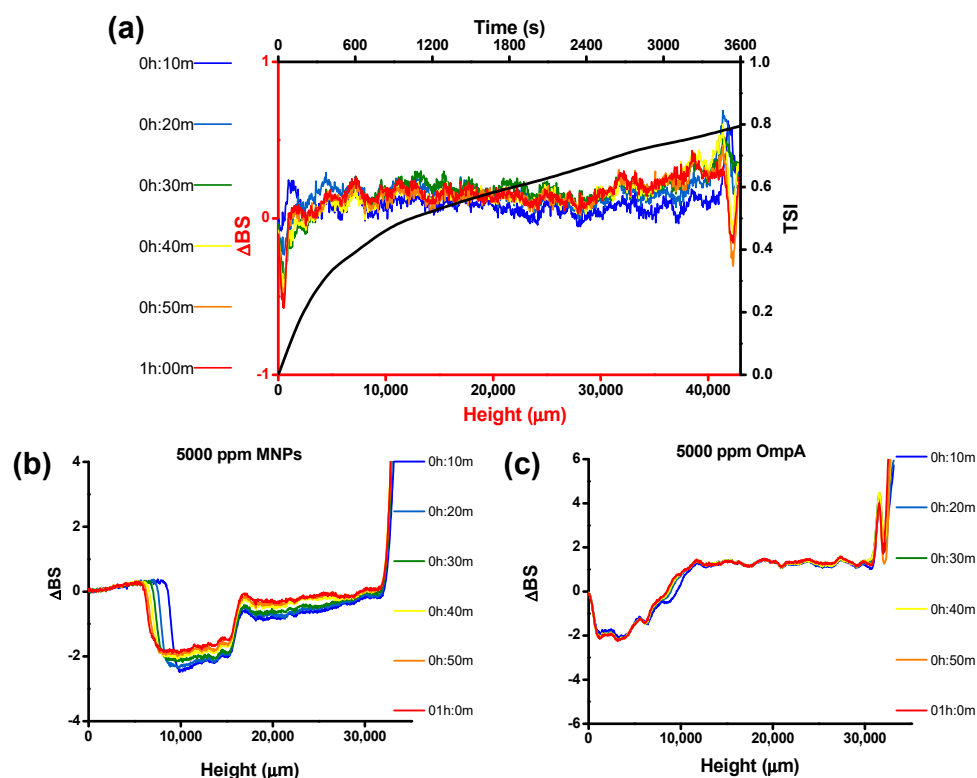 (a)
Time (s)
0 600 1200 1800 2400 3000 3600
0h:10m
0h:20m
0h:30m
0h:40m
0h:50m
1h:00m
1
0
-1
ΔBS
1.0
0.8
0.6
0.4
0.2
0.0
TSI
0 10,000 20,000 30,000 40,000
Height (μm)
(b)
5000 ppm MNPs
4
2
0
-2
-4
ΔBS
0h:10m
0h:20m
0h:30m
0h:40m
0h:50m
01h:0m
0 10,000 20,000 30,000
Height (μm)
(c)
5000 ppm OmpA
6
4
2
0
-2
-4
-6
ΔBS
0h:10m
0h:20m
0h:30m
0h:40m
0h:50m
01h:0m
0 10,000 20,000 30,000
Height (μm)